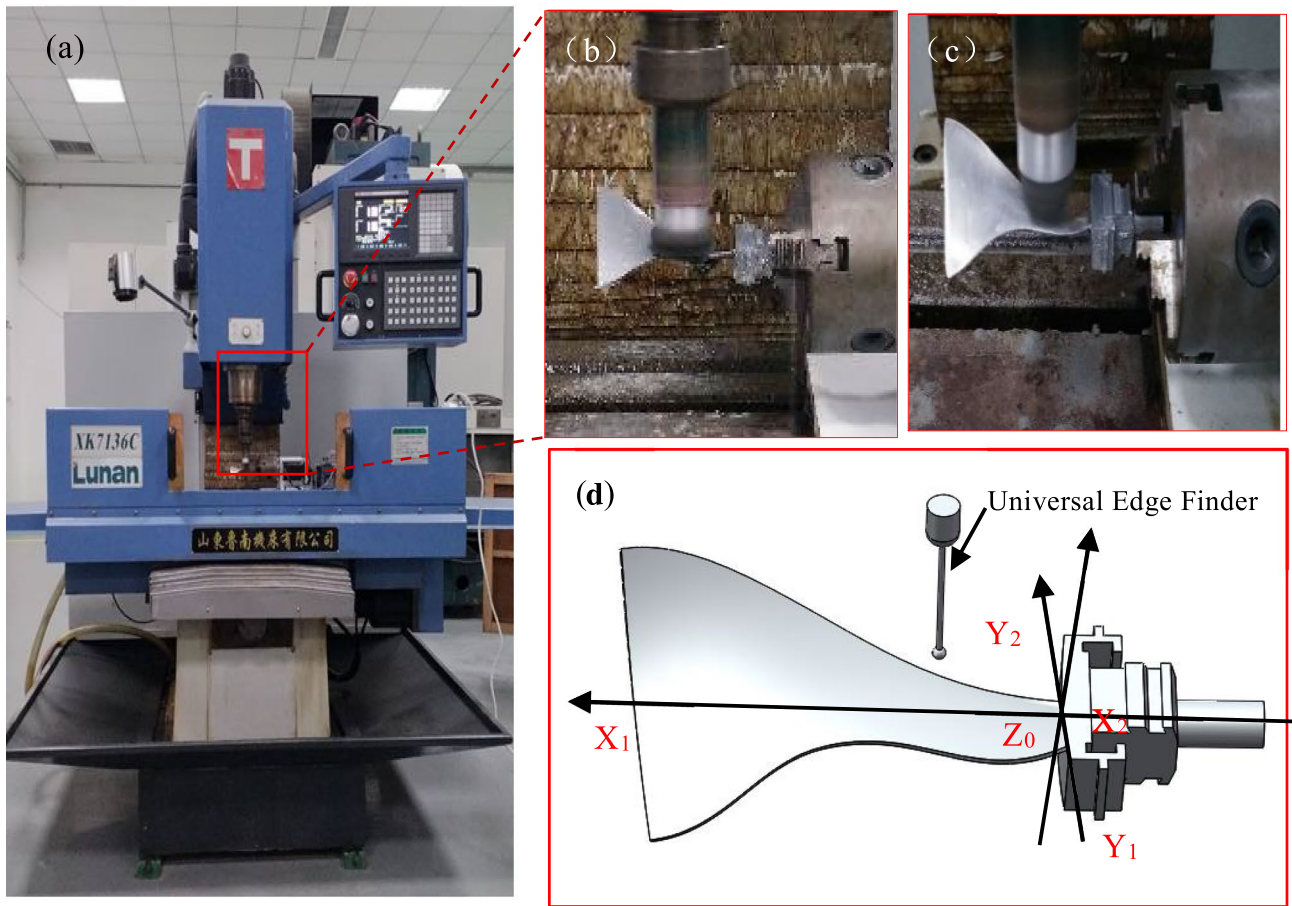 (a)
T
XK7136C
Lunan
山東魯南機床有限公司
（b）
（c）
(d)
Universal Edge Finder
Y₂
X₁
Z₀
X₂
Y₁